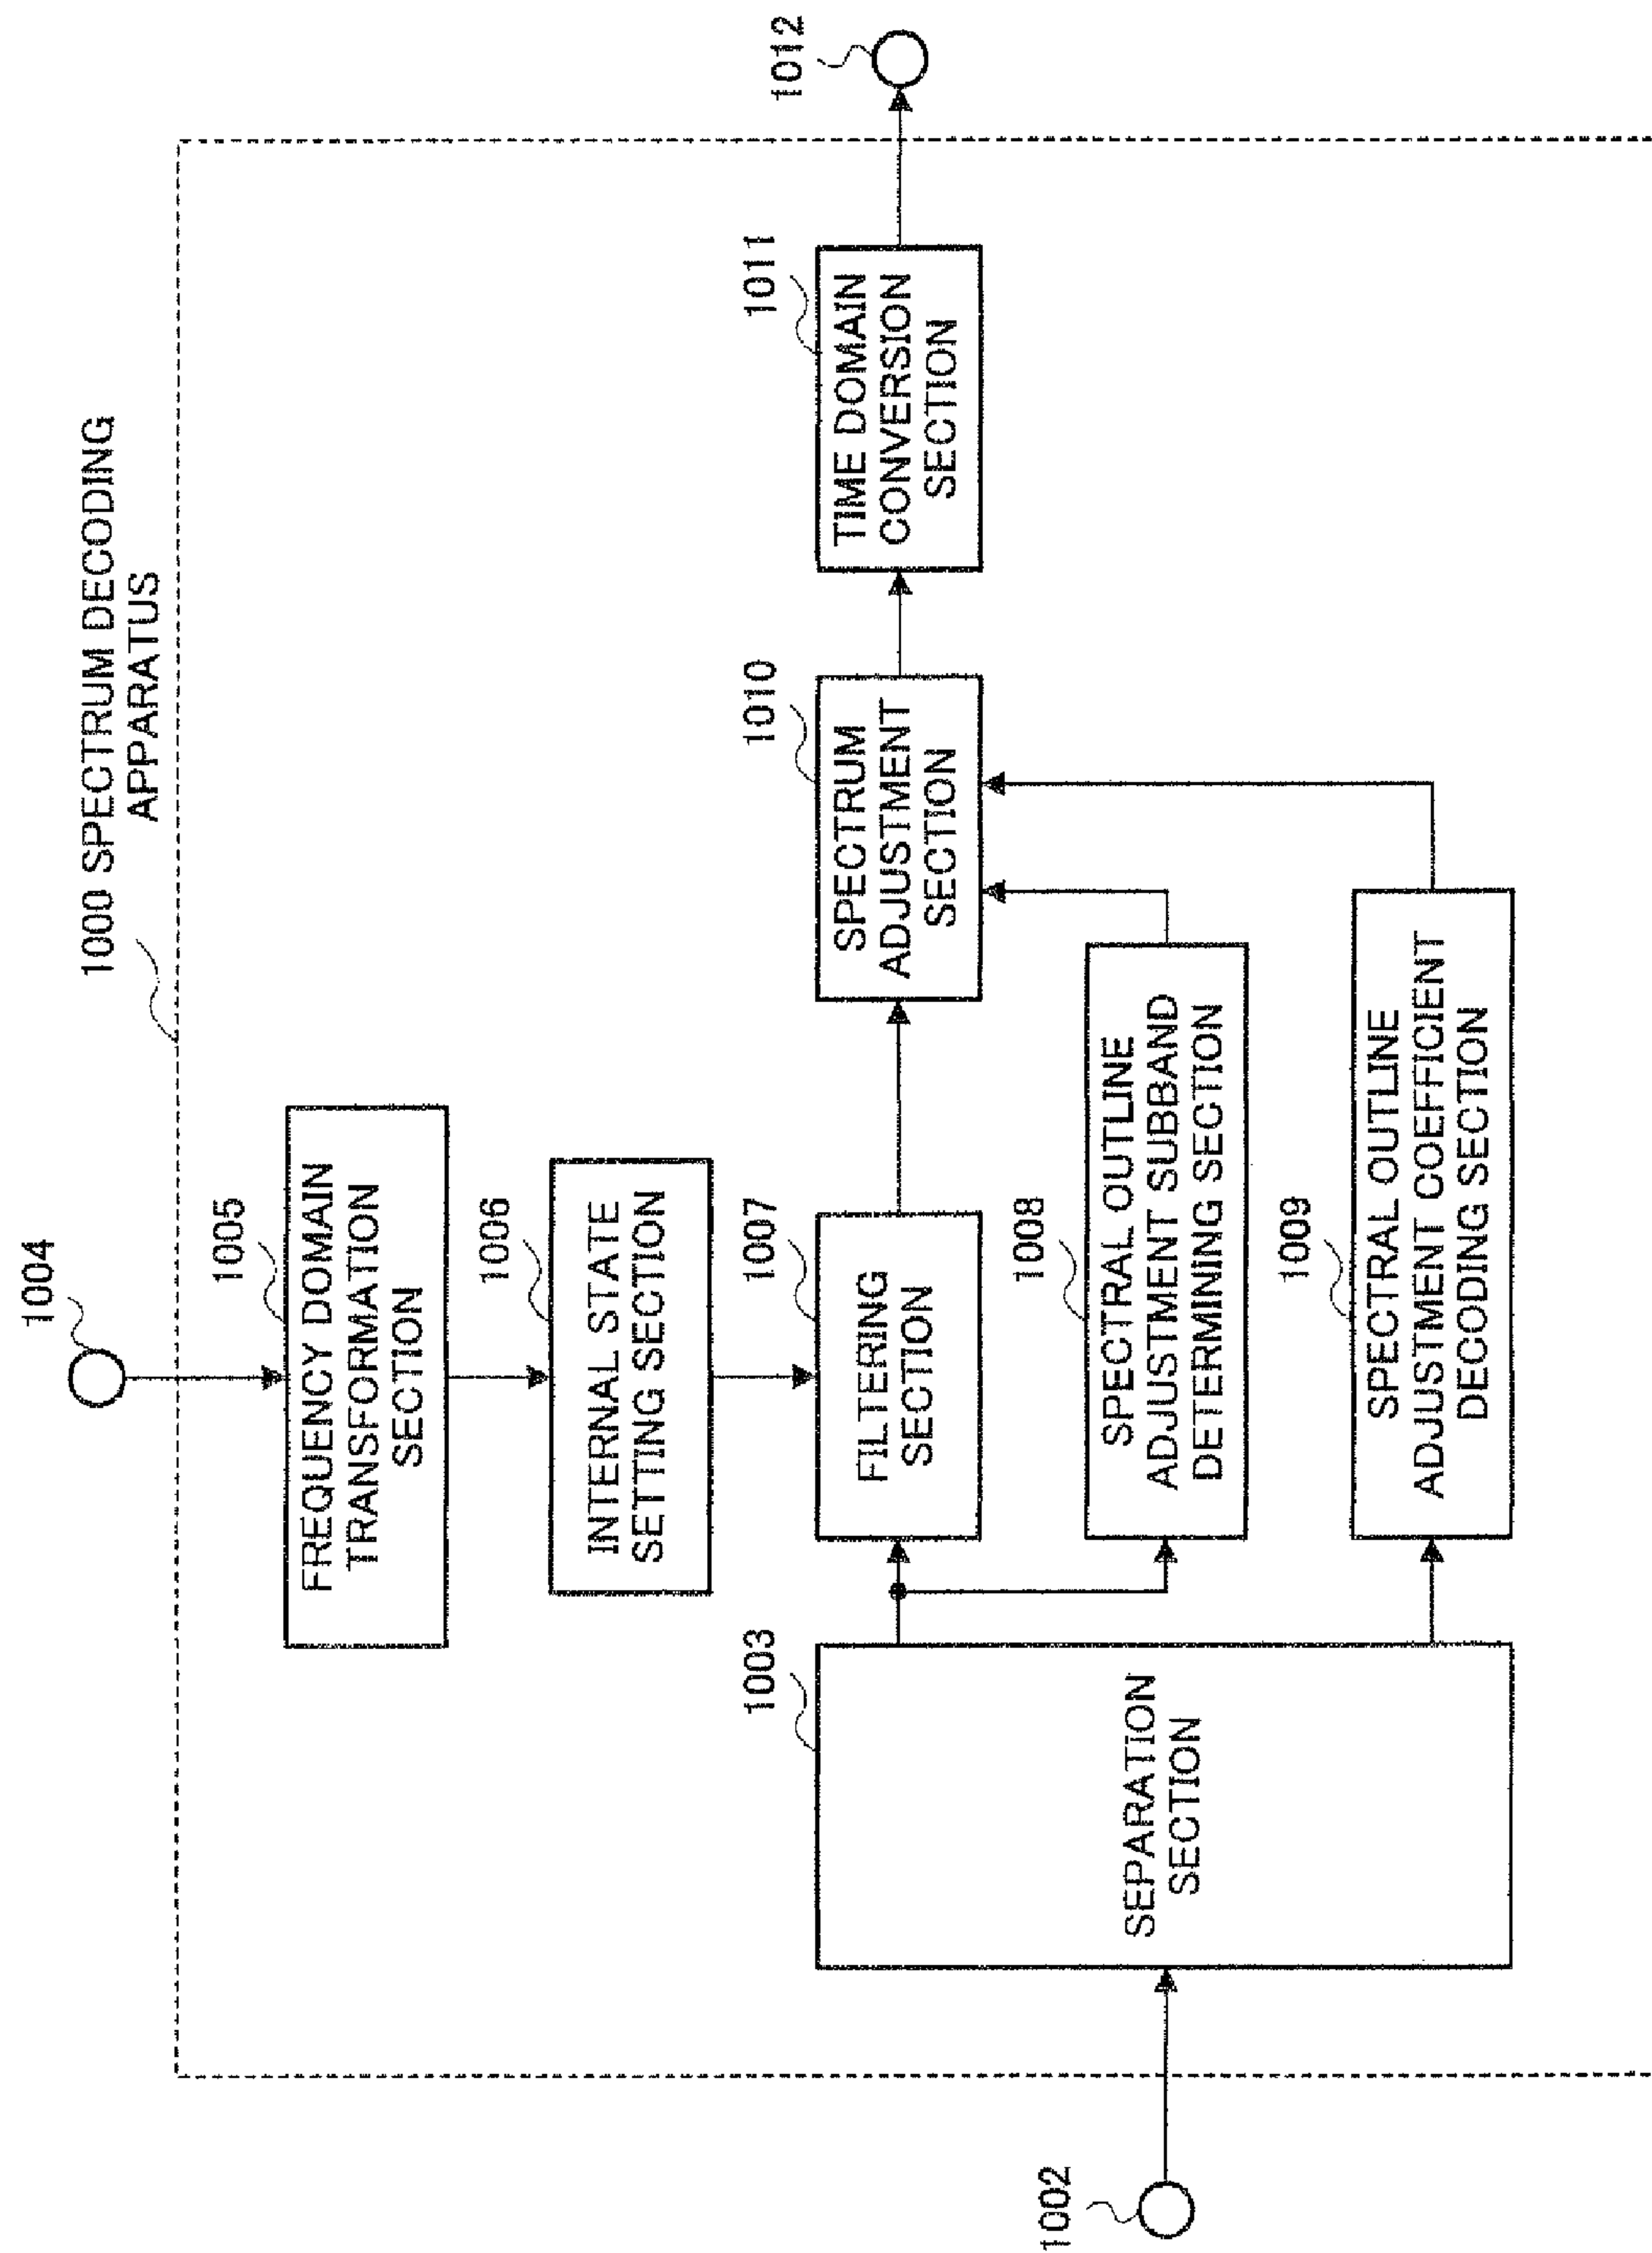 1000 SPECTRUM DECODING
APPARATUS
1004
1005
FREQUENCY DOMAIN
TRANSFORMATION
SECTION
1006
INTERNAL STATE
SETTING SECTION
1002
1003
SEPARATION
SECTION
1007
FILTERING
SECTION
1008
SPECTRAL OUTLINE
ADJUSTMENT SUBBAND
DETERMINING SECTION
1009
SPECTRAL OUTLINE
ADJUSTMENT COEFFICIENT
DECODING SECTION
1010
SPECTRUM
ADJUSTMENT
SECTION
1011
TIME DOMAIN
CONVERSION
SECTION
1012